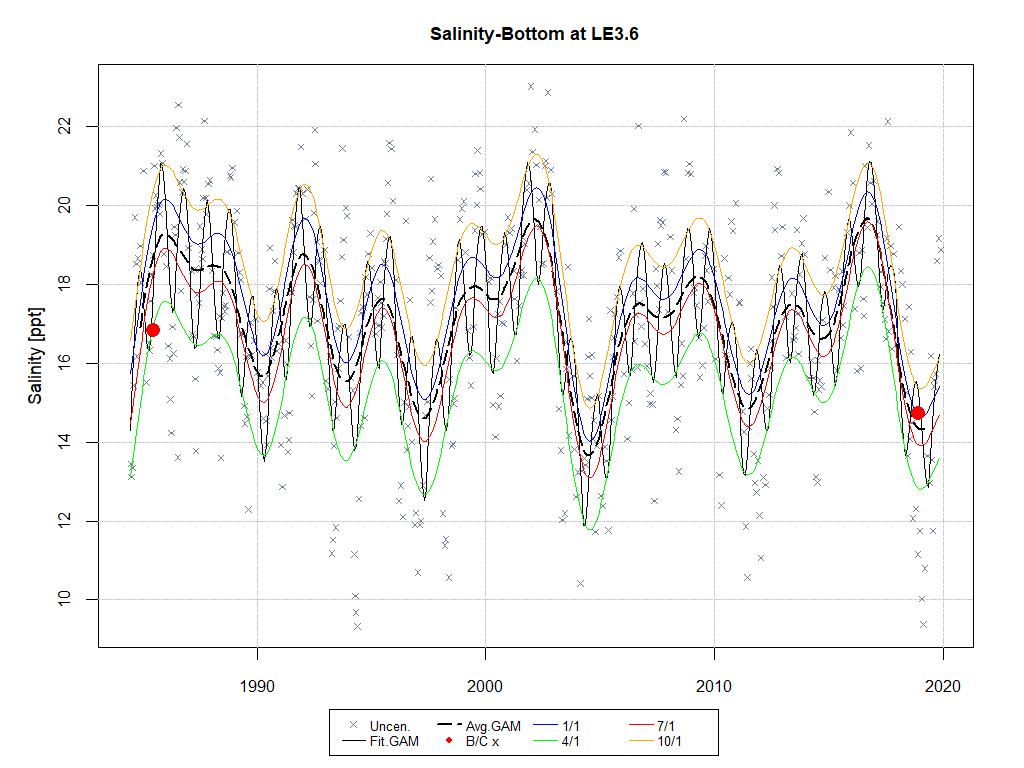 Salinity-Bottom at LE3.6
Salinity [ppt]
22
20
18
16
14
12
10
1990 2000 2010 2020
Uncen. Avg.GAM 1/1 7/1
Fit.GAM B/C x 4/1 10/1